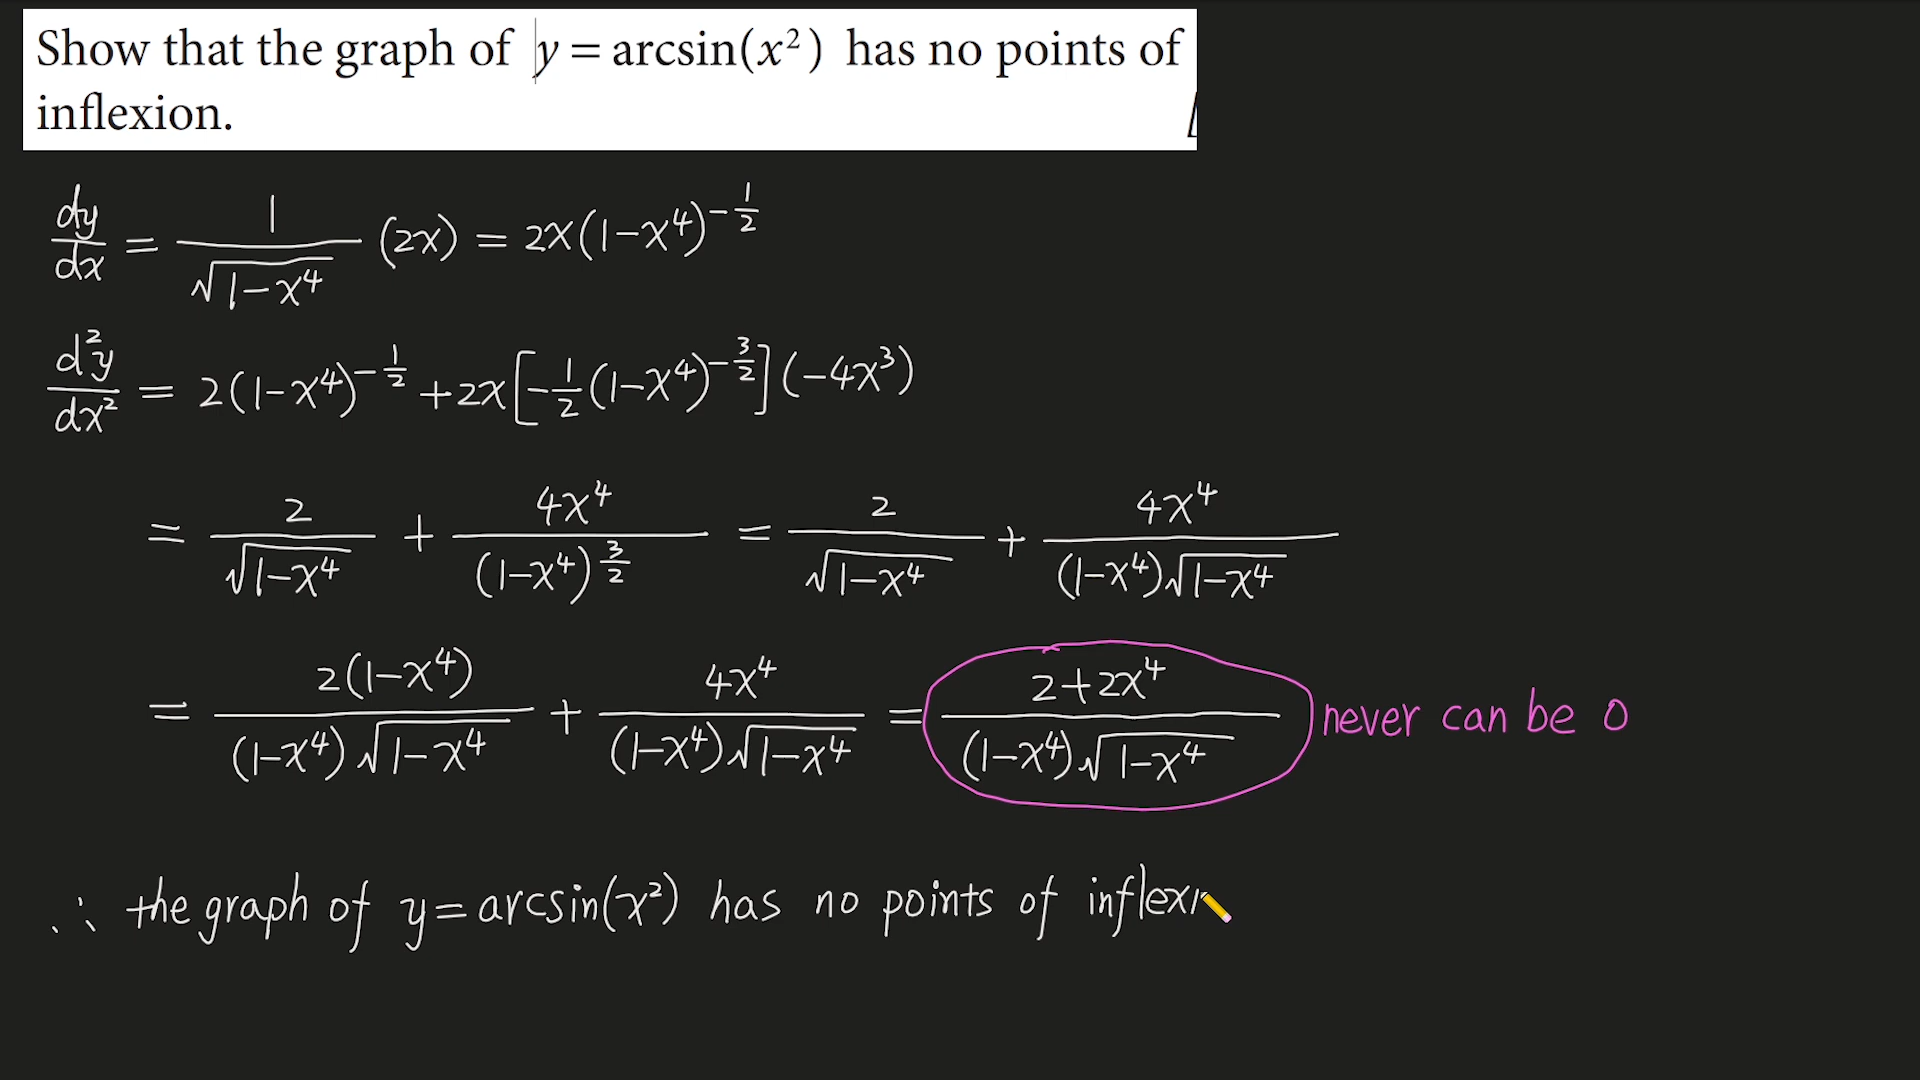 Show that the graph of y = arcsin(x²) has no points of
inflexion.
dy/dx = 1/√(1-x⁴) (2x) = 2x(1-x⁴)^(-1/2)
d²y/dx² = 2(1-x⁴)^(-1/2) + 2x[-1/2(1-x⁴)^(-3/2)](-4x³)
= 2/√(1-x⁴) + 4x⁴/(1-x⁴)^(3/2) = 2/√(1-x⁴) + 4x⁴/((1-x⁴)√(1-x⁴))
= 2(1-x⁴)/((1-x⁴)√(1-x⁴)) + 4x⁴/((1-x⁴)√(1-x⁴)) = (2+2x⁴)/((1-x⁴)√(1-x⁴)) never can be 0
∴ the graph of y = arcsin(x²) has no points of inflexi